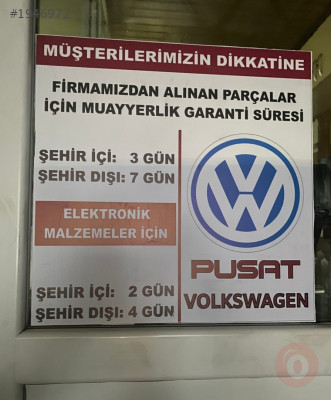 MÜŞTERİLERİMİZİN DİKKATİNE
FİRMAMIZDAN ALINAN PARÇALAR
İÇİN MUAYYERLİK GARANTİ SÜRESİ
ŞEHİR İÇİ: 3 GÜN
ŞEHİR DIŞI: 7 GÜN
ELEKTRONİK
MALZEMELER İÇİN
ŞEHİR İÇİ: 2 GÜN
ŞEHİR DIŞI: 4 GÜN
VW
PUSAT
VOLKSWAGEN